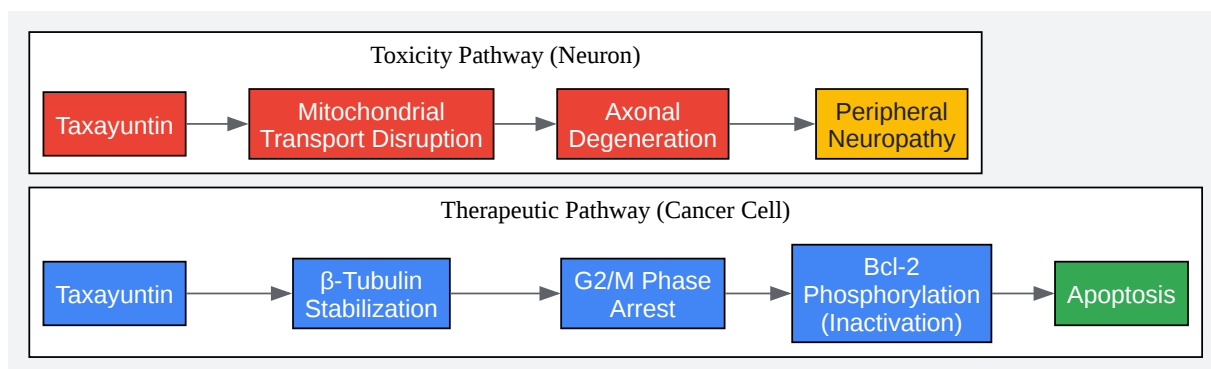 Toxicity Pathway (Neuron)
Taxayuntin
Mitochondrial
Transport Disruption
Axonal
Degeneration
Peripheral
Neuropathy
Therapeutic Pathway (Cancer Cell)
Taxayuntin
β-Tubulin
Stabilization
G2/M Phase
Arrest
Bcl-2
Phosphorylation
(Inactivation)
Apoptosis